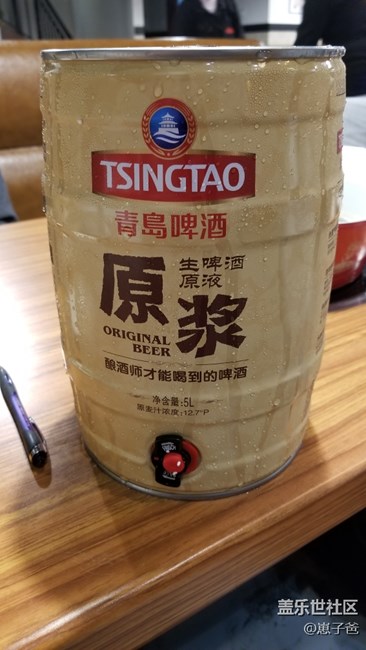 TSINGTAO
青島啤酒
原浆
生啤酒
原液
ORIGINAL
BEER
酿酒师才能喝到的啤酒
净含量:5L
原麦汁浓度:12.7°P
盖乐世社区
@崽子爸